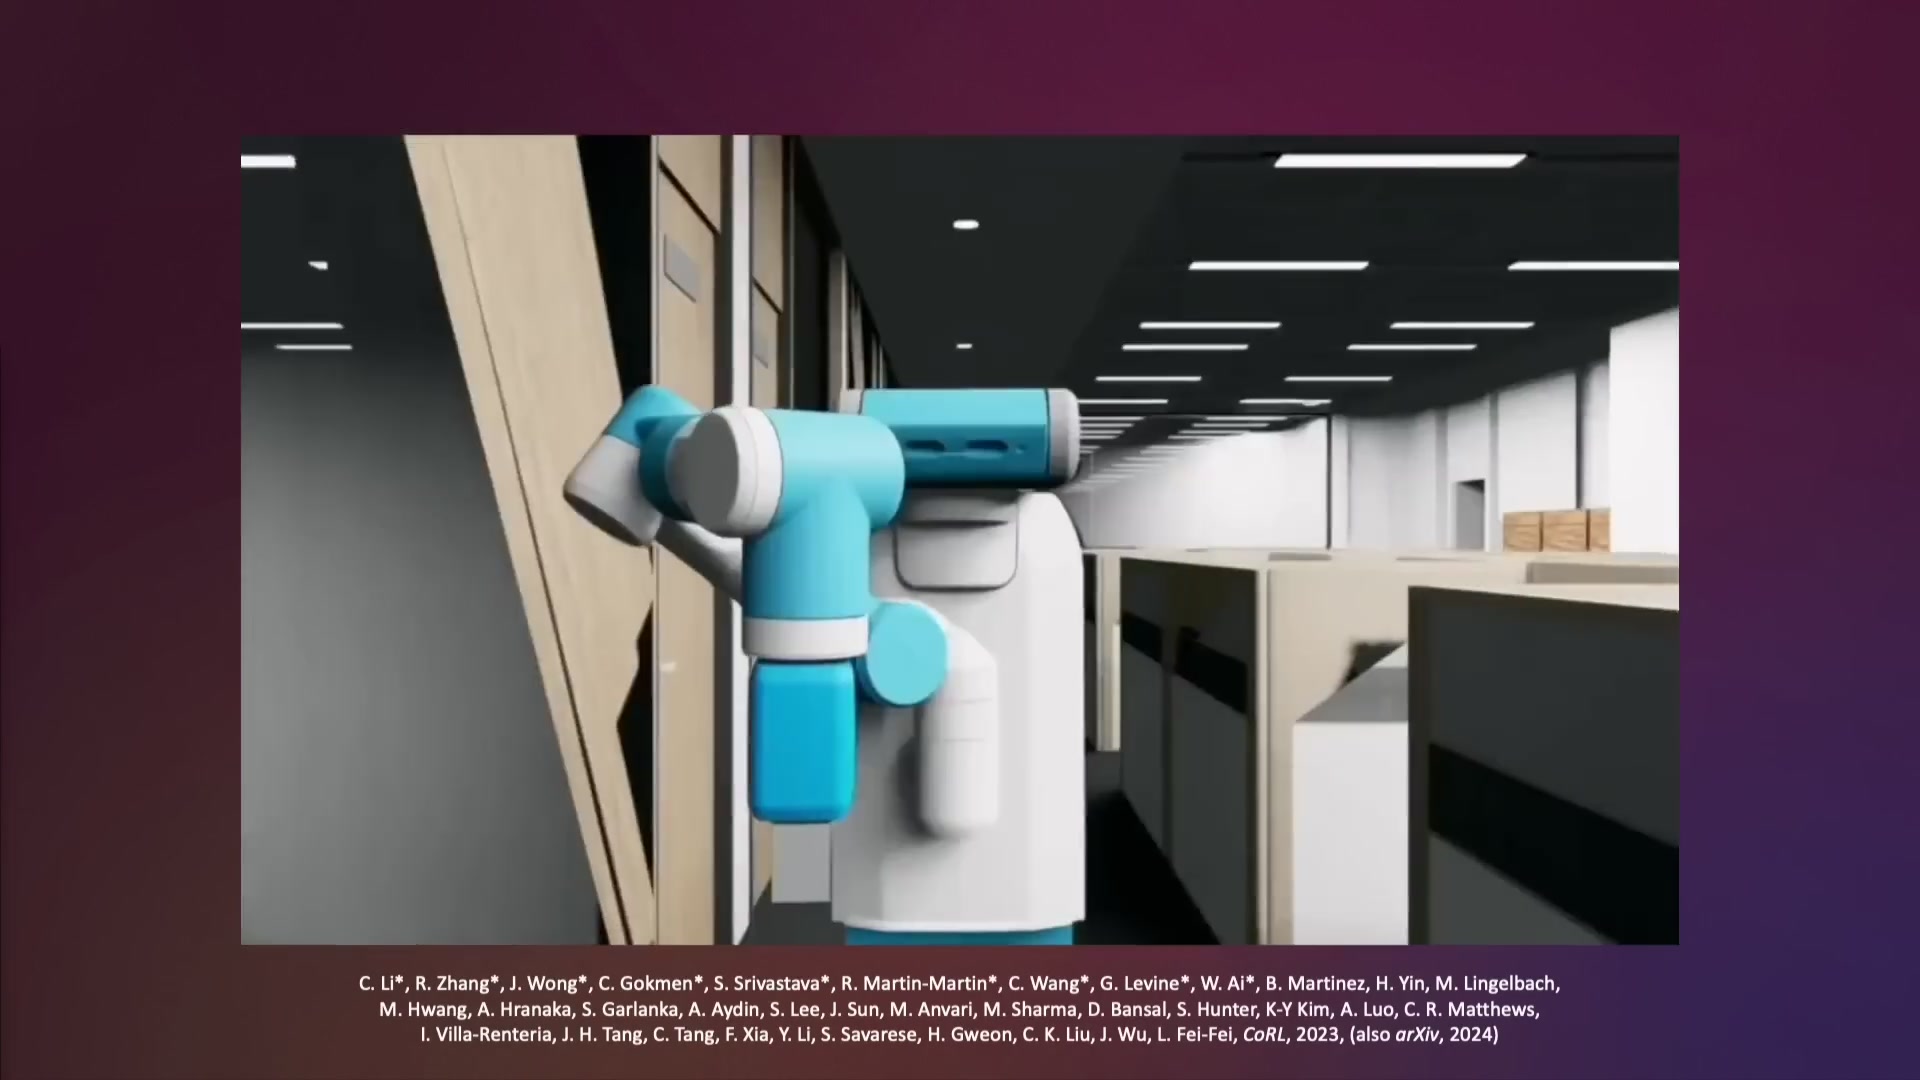 C. Li*, R. Zhang*, J. Wong*, C. Gokmen*, S. Srivastava*, R. Martin-Martin*, C. Wang*, G. Levine*, W. Ai*, B. Martinez, H. Yin, M. Lingelbach,
M. Hwang, A. Hranaka, S. Garlanka, A. Aydin, S. Lee, J. Sun, M. Anvari, M. Sharma, D. Bansal, S. Hunter, K-Y Kim, A. Luo, C. R. Matthews,
I. Villa-Renteria, J. H. Tang, C. Tang, F. Xia, Y. Li, S. Savarese, H. Gweon, C. K. Liu, J. Wu, L. Fei-Fei, CoRL, 2023, (also arXiv, 2024)